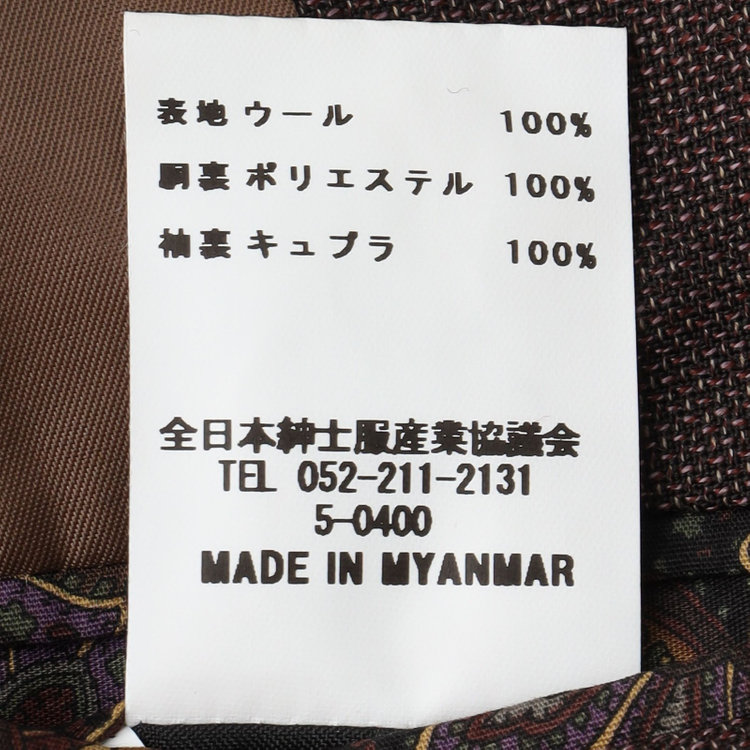 表地 ウール 100%
胴裏 ポリエステル 100%
袖裏 キュプラ 100%
全日本紳士服産業協議会
TEL 052-211-2131
5-0400
MADE IN MYANMAR